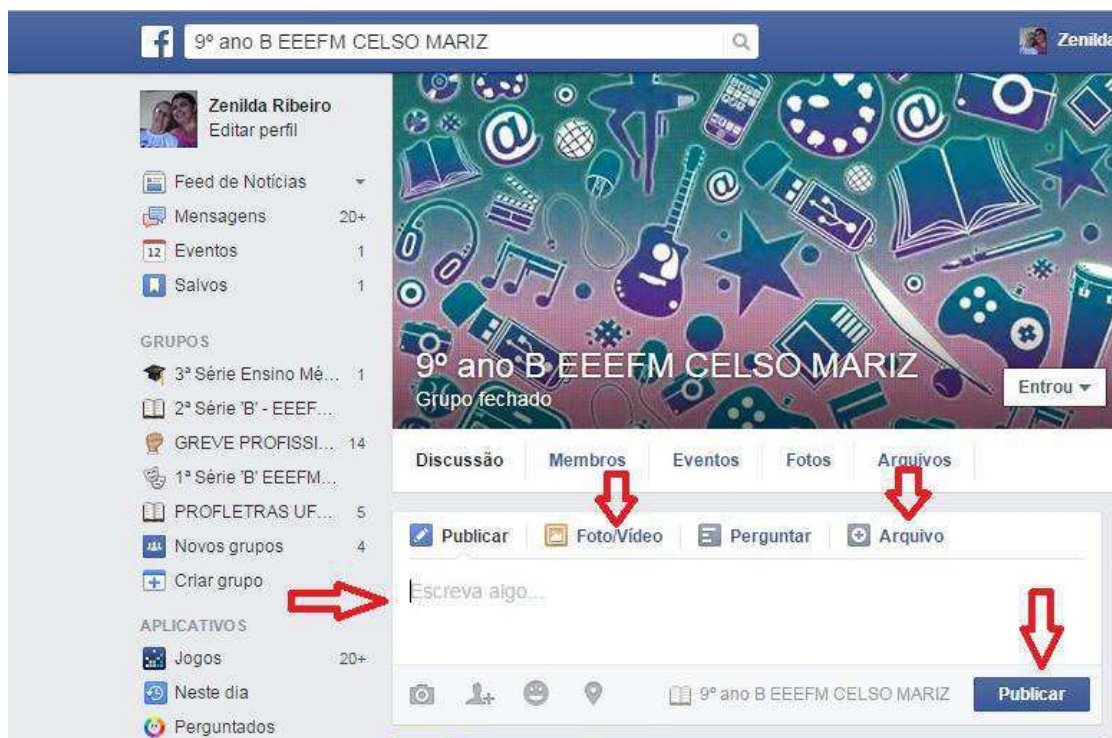 9º ano B EEEFM CELSO MARIZ
Zenilda
Zenilda Ribeiro
Editar perfil
Feed de Notícias
Mensagens 20+
12 Eventos 1
Salvos 1
GRUPOS
3ª Série Ensino Mé... 1
2ª Série 'B' - EEEF...
GREVE PROFISSI... 14
1ª Série 'B' EEEFM...
PROFLETRAS UF... 5
Novos grupos 4
Criar grupo
APLICATIVOS
Jogos 20+
Neste dia
Perguntados
9º ano B EEEFM CELSO MARIZ
Grupo fechado
Entrou
Discussão Membros Eventos Fotos Arquivos
Publicar Foto/Vídeo Perguntar Arquivo
Escreva algo...
9º ano B EEEFM CELSO MARIZ Publicar